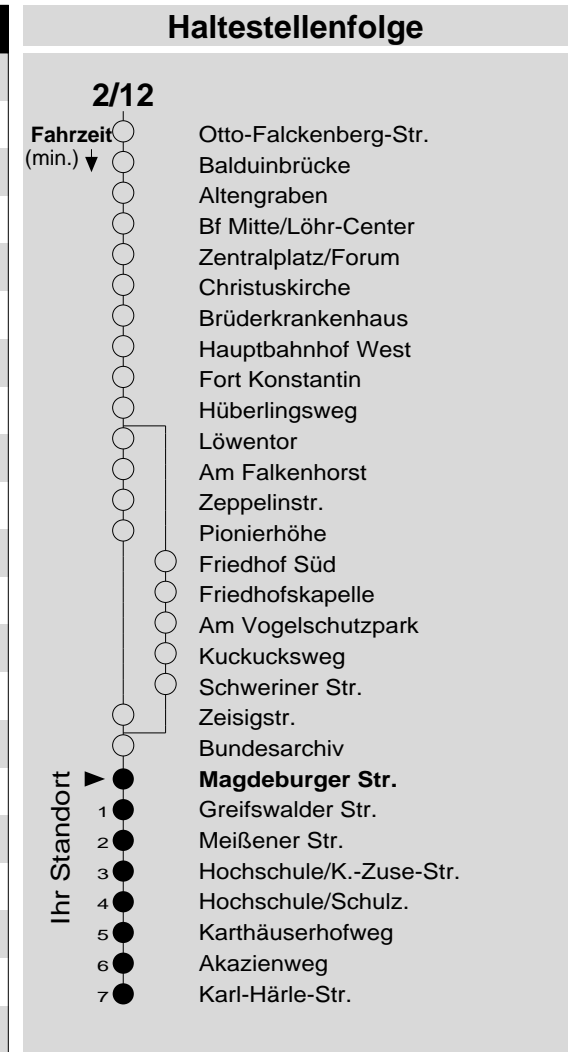 Haltestellenfolge
2/12
Fahrzeit
(min.)
Otto-Falckenberg-Str.
Balduinbrücke
Altengraben
Bf Mitte/Löhr-Center
Zentralplatz/Forum
Christuskirche
Brüderkrankenhaus
Hauptbahnhof West
Fort Konstantin
Hüberlingsweg
Löwentor
Am Falkenhorst
Zeppelinstr.
Pionierhöhe
Friedhof Süd
Friedhofskapelle
Am Vogelschutzpark
Kuckucksweg
Schweriner Str.
Zeisigstr.
Bundesarchiv
Ihr Standort
Magdeburger Str.
1 Greifswalder Str.
2 Meißener Str.
3 Hochschule/K.-Zuse-Str.
4 Hochschule/Schulz.
5 Karthäuserhofweg
6 Akazienweg
7 Karl-Härle-Str.